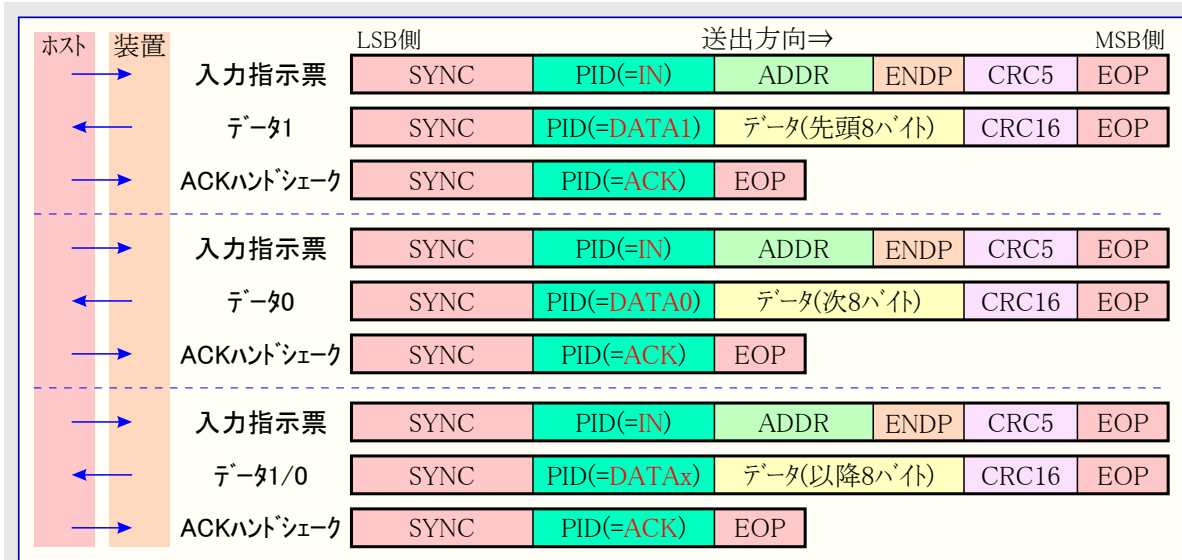 ホスト 装置 LSB側 送出方向⇒ MSB側
入力指示票 SYNC PID(=IN) ADDR ENDP CRC5 EOP
データ1 SYNC PID(=DATA1) データ(先頭8バイト) CRC16 EOP
ACKハンドシェーク SYNC PID(=ACK) EOP
入力指示票 SYNC PID(=IN) ADDR ENDP CRC5 EOP
データ0 SYNC PID(=DATA0) データ(次8バイト) CRC16 EOP
ACKハンドシェーク SYNC PID(=ACK) EOP
入力指示票 SYNC PID(=IN) ADDR ENDP CRC5 EOP
データ1/0 SYNC PID(=DATAx) データ(以降8バイト) CRC16 EOP
ACKハンドシェーク SYNC PID(=ACK) EOP